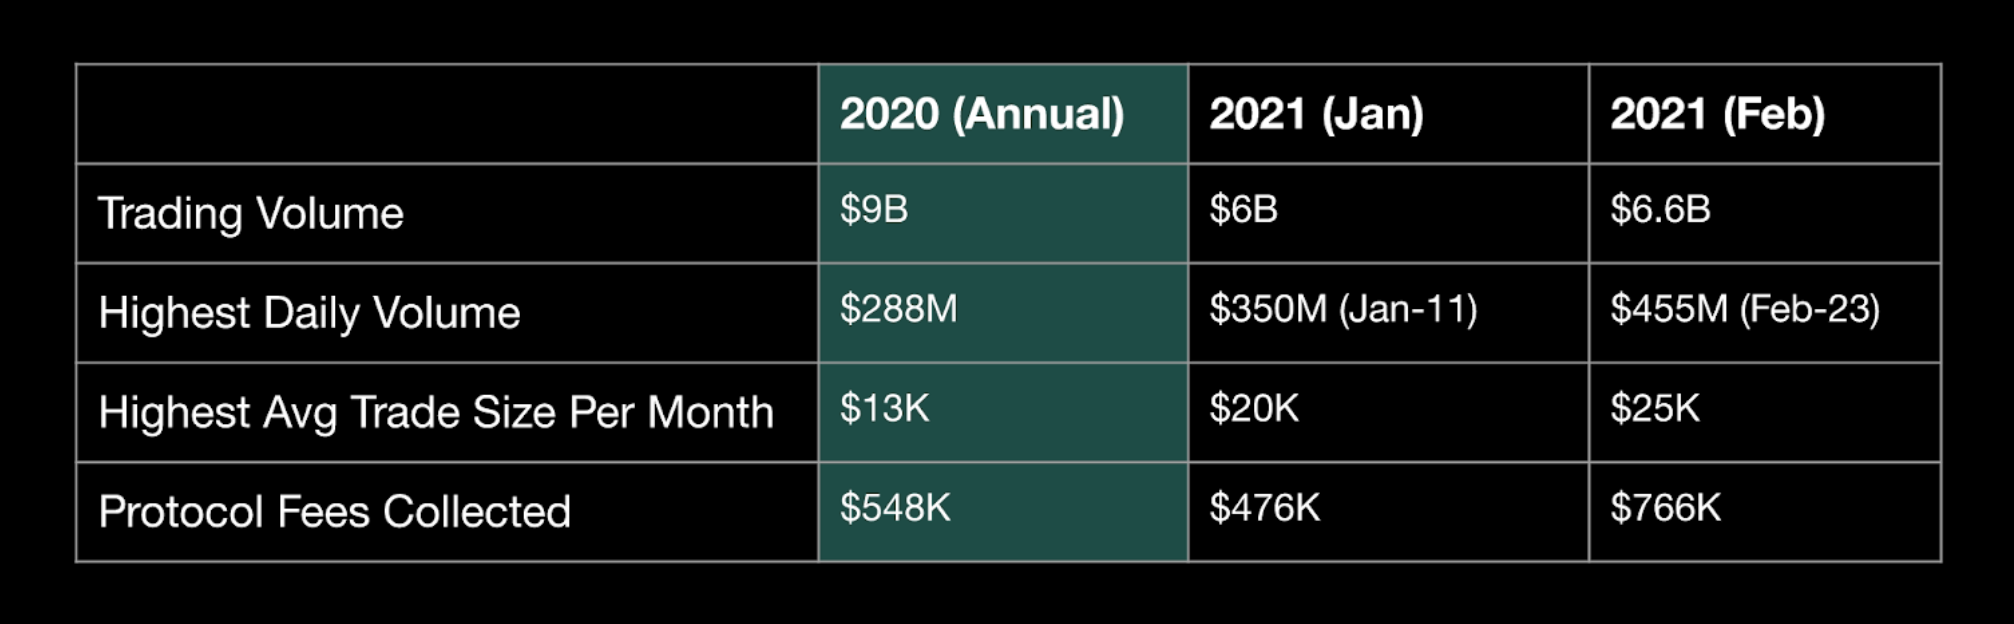 2020 (Annual) 2021 (Jan) 2021 (Feb)
Trading Volume $9B $6B $6.6B
Highest Daily Volume $288M $350M (Jan-11) $455M (Feb-23)
Highest Avg Trade Size Per Month $13K $20K $25K
Protocol Fees Collected $548K $476K $766K